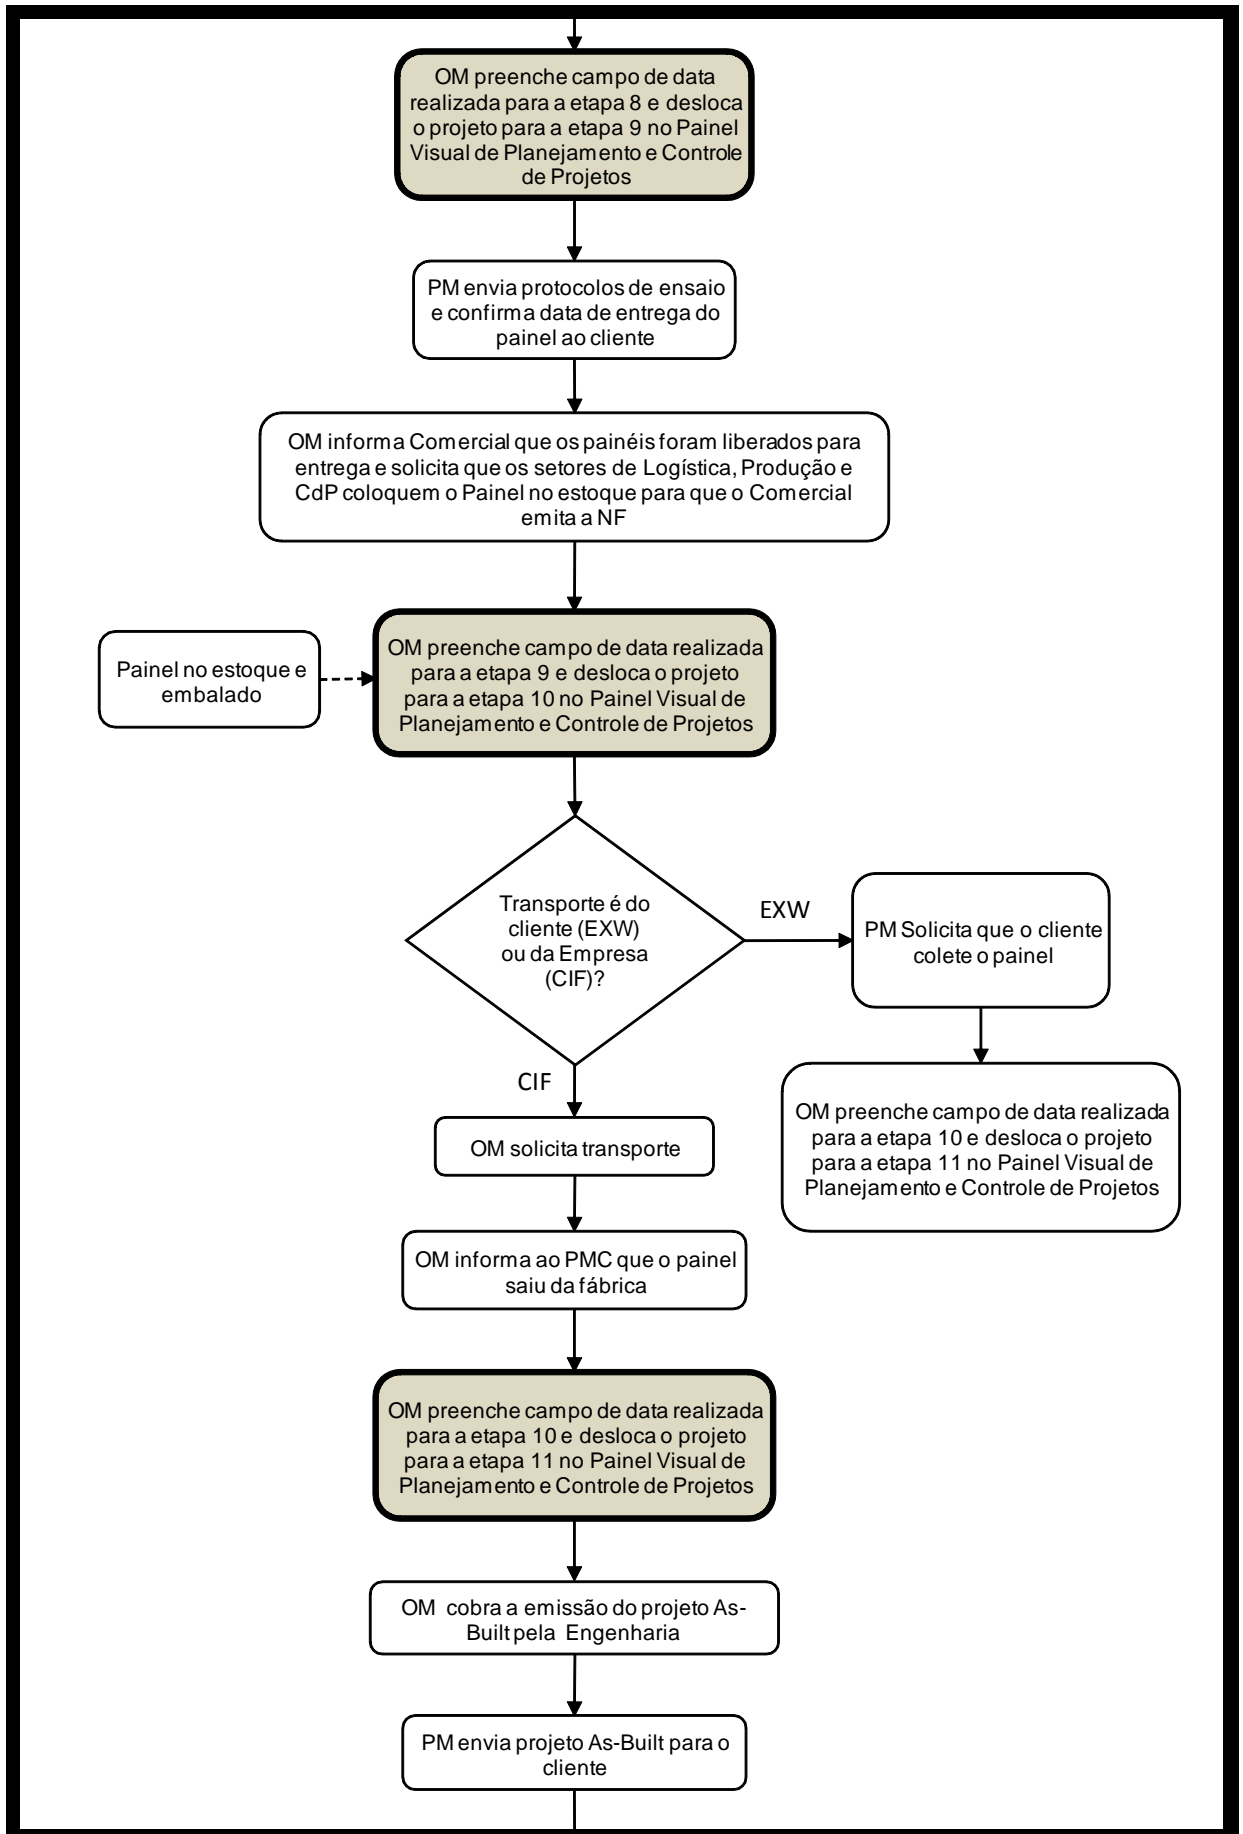 OM preenche campo de data
realizada para a etapa 8 e desloca
o projeto para a etapa 9 no Painel
Visual de Planejamento e Controle
de Projetos
PM envia protocolos de ensaio
e confirma data de entrega do
painel ao cliente
OM informa Comercial que os painéis foram liberados para
entrega e solicita que os setores de Logística, Produção e
CdP coloquem o Painel no estoque para que o Comercial
emita a NF
Painel no estoque e
embalado
OM preenche campo de data realizada
para a etapa 9 e desloca o projeto
para a etapa 10 no Painel Visual de
Planejamento e Controle de Projetos
Transporte é do
cliente (EXW)
ou da Empresa
(CIF)?
EXW
PM Solicita que o cliente
colete o painel
OM preenche campo de data realizada
para a etapa 10 e desloca o projeto
para a etapa 11 no Painel Visual de
Planejamento e Controle de Projetos
CIF
OM solicita transporte
OM informa ao PMC que o painel
saiu da fábrica
OM preenche campo de data realizada
para a etapa 10 e desloca o projeto
para a etapa 11 no Painel Visual de
Planejamento e Controle de Projetos
OM cobra a emissão do projeto As-
Built pela Engenharia
PM envia projeto As-Built para o
cliente